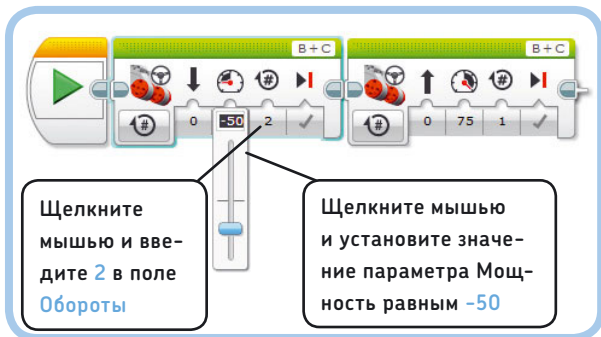 B+C
B+C
#
#
#
0
-50
2
#
0
75
1
Щелкните
мышью и вве-
дите 2 в поле
Обороты
Щелкните мышью
и установите значе-
ние параметра Мощ-
ность равным -50